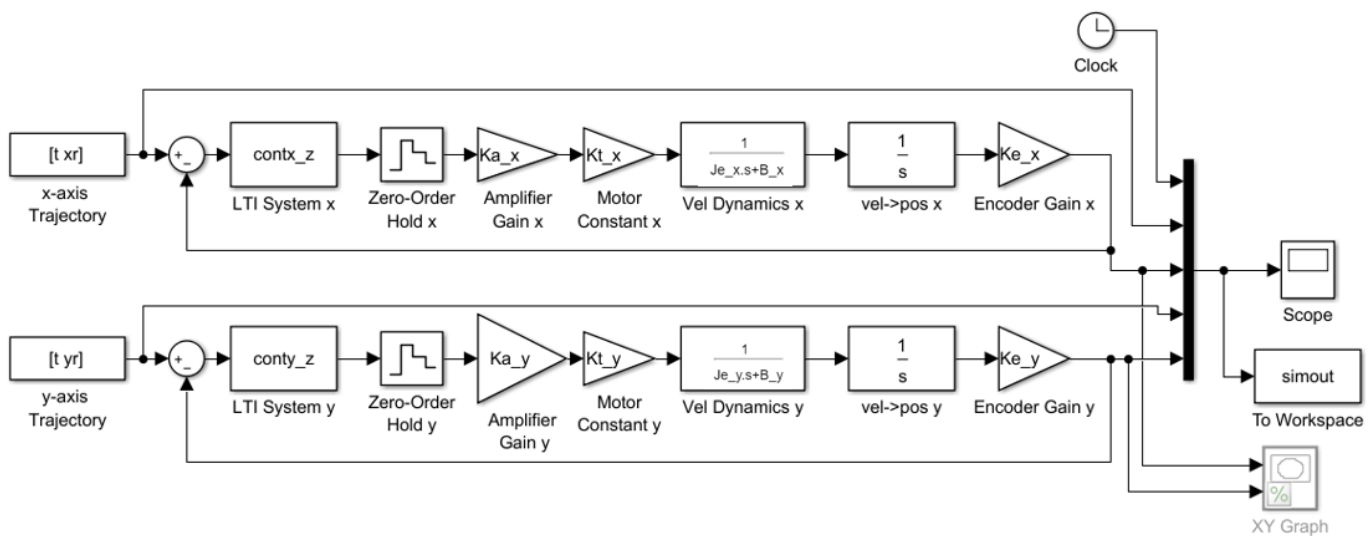 Clock
[t xr]
x-axis
Trajectory
+
−
contx_z
LTI System x
Zero-Order
Hold x
Ka_x
Amplifier
Gain x
Kt_x
Motor
Constant x
1
Je_x.s+B_x
Vel Dynamics x
1
s
vel->pos x
Ke_x
Encoder Gain x
Scope
simout
To Workspace
%
XY Graph
[t yr]
y-axis
Trajectory
+
−
conty_z
LTI System y
Zero-Order
Hold y
Ka_y
Amplifier
Gain y
Kt_y
Motor
Constant y
1
Je_y.s+B_y
Vel Dynamics y
1
s
vel->pos y
Ke_y
Encoder Gain y